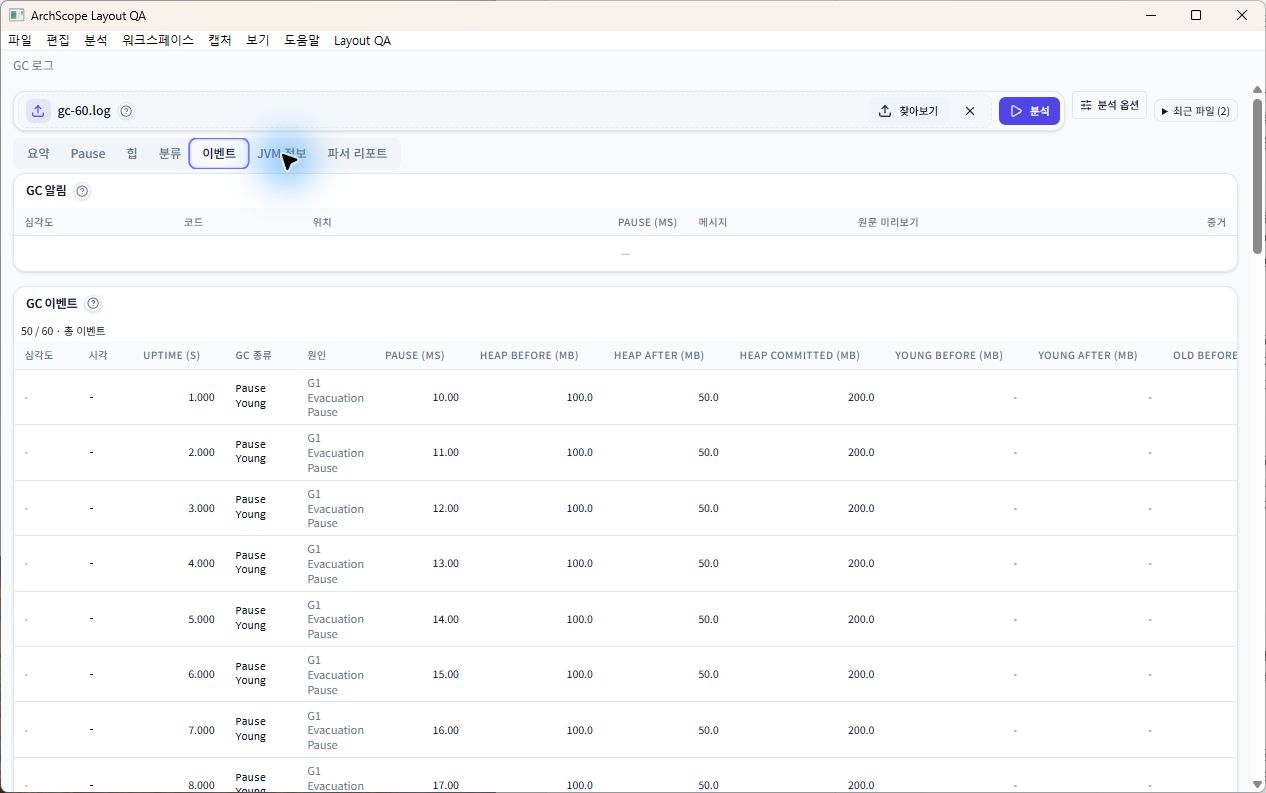 ArchScope Layout QA
파일 편집 분석 워크스페이스 캡처 보기 도움말 Layout QA
GC 로그
gc-60.log ? 찾아보기 분석 분석 옵션 ▶ 최근 파일 (2)
요약 Pause 힙 분류 이벤트 JVM 정보 파서 리포트
GC 알림 ?
심각도 코드 위치 PAUSE (MS) 메시지 원문 미리보기 증거
—
GC 이벤트 ?
50 / 60 · 총 이벤트
심각도 시각 UPTIME (S) GC 종류 원인 PAUSE (MS) HEAP BEFORE (MB) HEAP AFTER (MB) HEAP COMMITTED (MB) YOUNG BEFORE (MB) YOUNG AFTER (MB) OLD BEFORE
- - 1.000 Pause Young G1 Evacuation Pause 10.00 100.0 50.0 200.0 - -
- - 2.000 Pause Young G1 Evacuation Pause 11.00 100.0 50.0 200.0 - -
- - 3.000 Pause Young G1 Evacuation Pause 12.00 100.0 50.0 200.0 - -
- - 4.000 Pause Young G1 Evacuation Pause 13.00 100.0 50.0 200.0 - -
- - 5.000 Pause Young G1 Evacuation Pause 14.00 100.0 50.0 200.0 - -
- - 6.000 Pause Young G1 Evacuation Pause 15.00 100.0 50.0 200.0 - -
- - 7.000 Pause Young G1 Evacuation Pause 16.00 100.0 50.0 200.0 - -
- - 8.000 Pause Young G1 Evacuation 17.00 100.0 50.0 200.0 - -